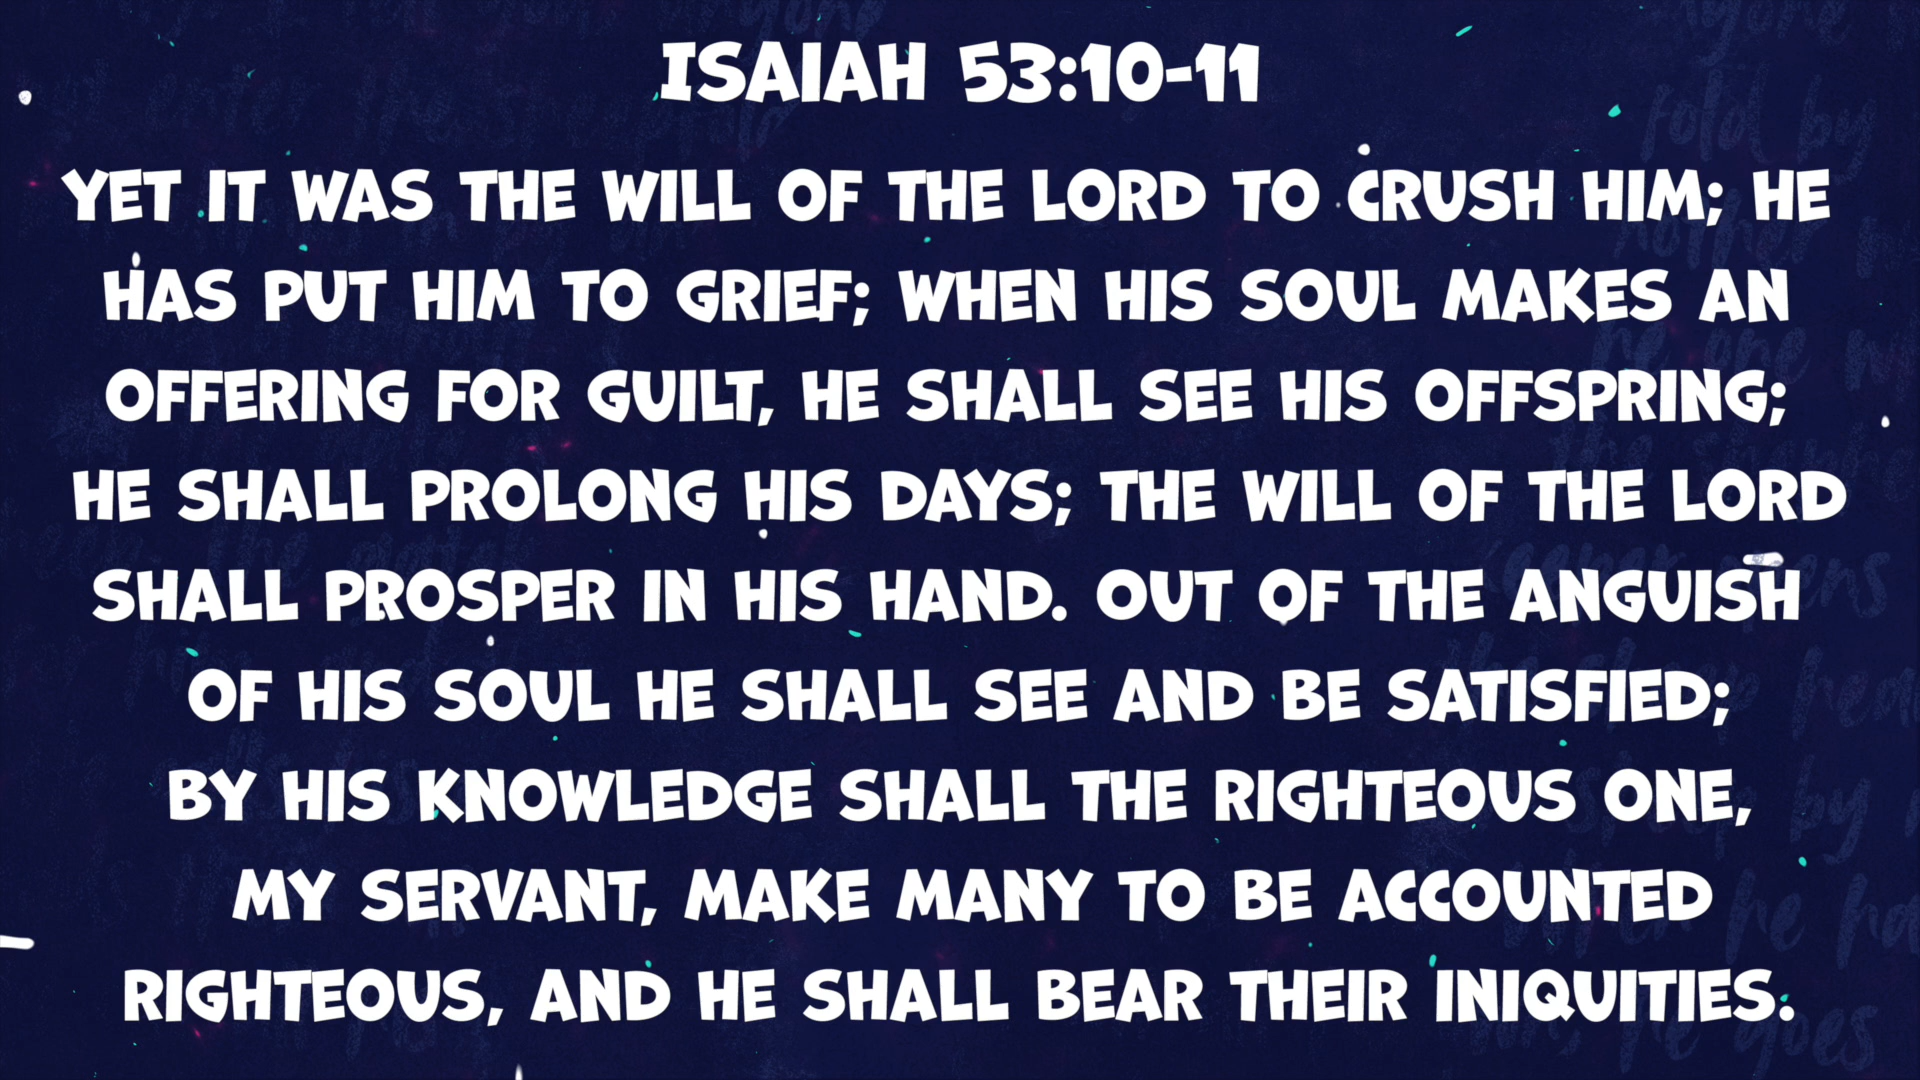 ISAIAH 53:10-11
YET IT WAS THE WILL OF THE LORD TO CRUSH HIM; HE
HAS PUT HIM TO GRIEF; WHEN HIS SOUL MAKES AN
OFFERING FOR GUILT, HE SHALL SEE HIS OFFSPRING;
HE SHALL PROLONG HIS DAYS; THE WILL OF THE LORD
SHALL PROSPER IN HIS HAND. OUT OF THE ANGUISH
OF HIS SOUL HE SHALL SEE AND BE SATISFIED;
BY HIS KNOWLEDGE SHALL THE RIGHTEOUS ONE,
MY SERVANT, MAKE MANY TO BE ACCOUNTED
RIGHTEOUS, AND HE SHALL BEAR THEIR INIQUITIES.